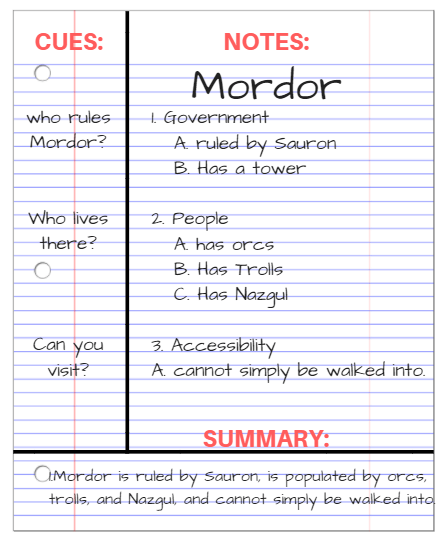 CUES:
NOTES:
Mordor
who rules
Mordor?
1. Government
A. ruled by Sauron
B. Has a tower
Who lives
there?
2. People
A. has orcs
B. Has Trolls
C. Has Nazgul
Can you
visit?
3. Accessibility
A. cannot simply be walked into.
SUMMARY:
1.Mordor is ruled by Sauron, is populated by orcs,
trolls, and Nazgul, and cannot simply be walked into.